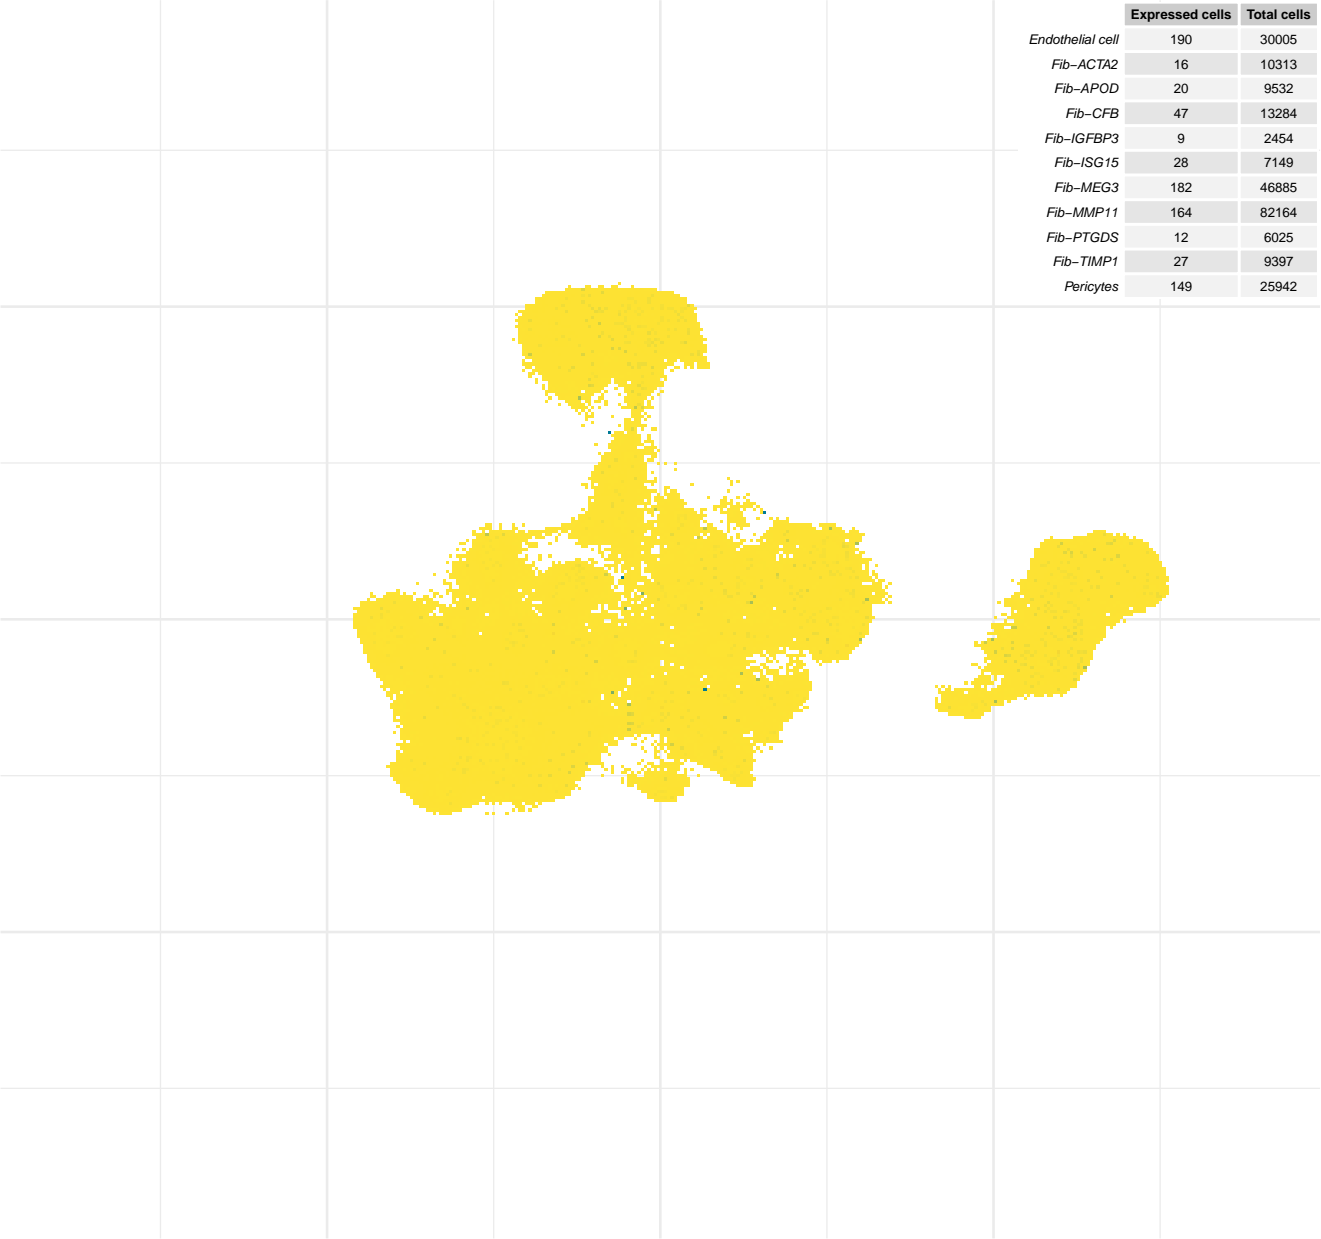 Expressed cells Total cells
Endothelial cell 190 30005
Fib−ACTA2 16 10313
Fib−APOD 20 9532
Fib−CFB 47 13284
Fib−IGFBP3 9 2454
Fib−ISG15 28 7149
Fib−MEG3 182 46885
Fib−MMP11 164 82164
Fib−PTGDS 12 6025
Fib−TIMP1 27 9397
Pericytes 149 25942